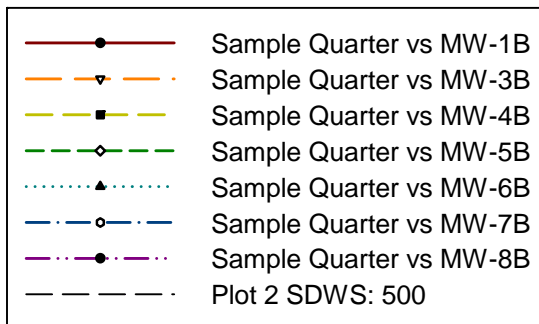 Sample Quarter vs MW-1B
Sample Quarter vs MW-3B
Sample Quarter vs MW-4B
Sample Quarter vs MW-5B
Sample Quarter vs MW-6B
Sample Quarter vs MW-7B
Sample Quarter vs MW-8B
Plot 2 SDWS: 500